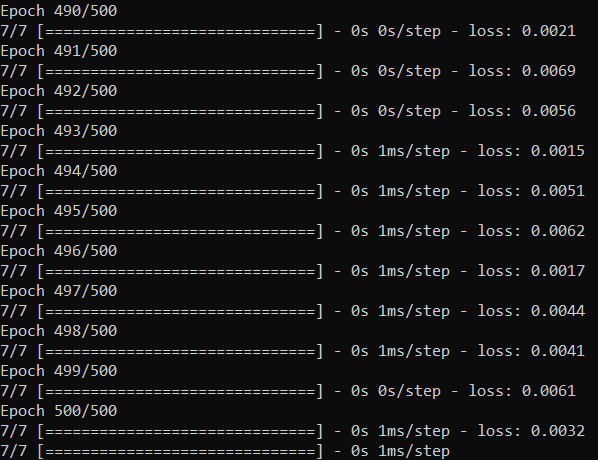 Epoch 490/500
7/7 [==============================] - 0s 0s/step - loss: 0.0021
Epoch 491/500
7/7 [==============================] - 0s 0s/step - loss: 0.0069
Epoch 492/500
7/7 [==============================] - 0s 0s/step - loss: 0.0056
Epoch 493/500
7/7 [==============================] - 0s 1ms/step - loss: 0.0015
Epoch 494/500
7/7 [==============================] - 0s 1ms/step - loss: 0.0051
Epoch 495/500
7/7 [==============================] - 0s 1ms/step - loss: 0.0062
Epoch 496/500
7/7 [==============================] - 0s 1ms/step - loss: 0.0017
Epoch 497/500
7/7 [==============================] - 0s 1ms/step - loss: 0.0044
Epoch 498/500
7/7 [==============================] - 0s 1ms/step - loss: 0.0041
Epoch 499/500
7/7 [==============================] - 0s 0s/step - loss: 0.0061
Epoch 500/500
7/7 [==============================] - 0s 1ms/step - loss: 0.0032
7/7 [==============================] - 0s 1ms/step